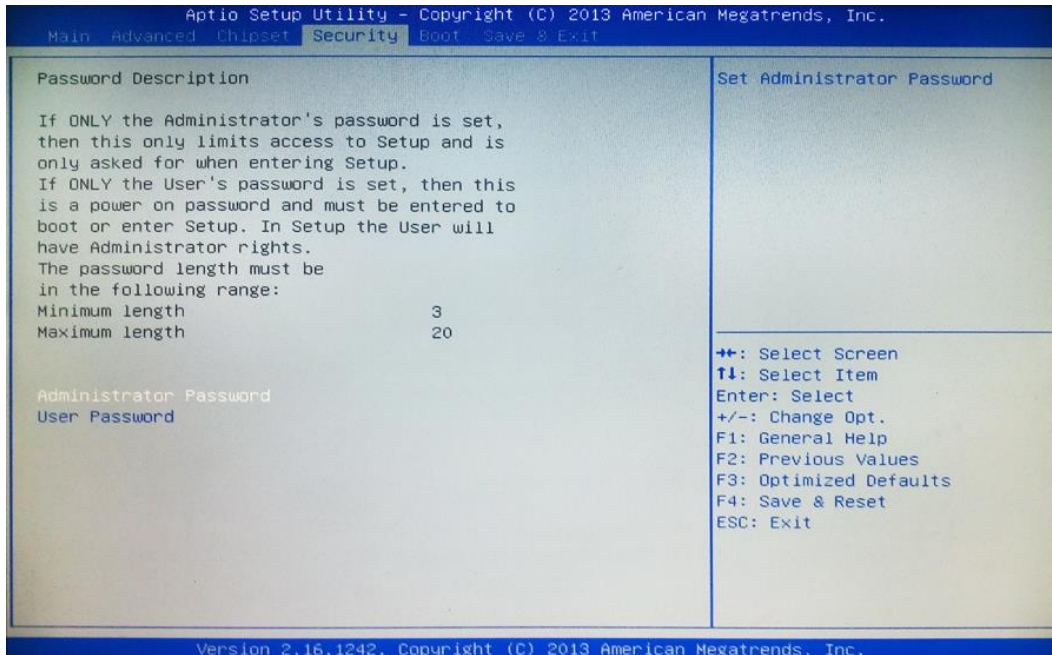 Aptio Setup Utility – Copyright (C) 2013 American Megatrends, Inc.
Main Advanced Chipset Security Boot Save & Exit
Password Description
If ONLY the Administrator's password is set,
then this only limits access to Setup and is
only asked for when entering Setup.
If ONLY the User's password is set, then this
is a power on password and must be entered to
boot or enter Setup. In Setup the User will
have Administrator rights.
The password length must be
in the following range:
Minimum length 3
Maximum length 20
Administrator Password
User Password
Set Administrator Password
→←: Select Screen
↑↓: Select Item
Enter: Select
+/-: Change Opt.
F1: General Help
F2: Previous Values
F3: Optimized Defaults
F4: Save & Reset
ESC: Exit
Version 2.16.1242. Copyright (C) 2013 American Megatrends, Inc.